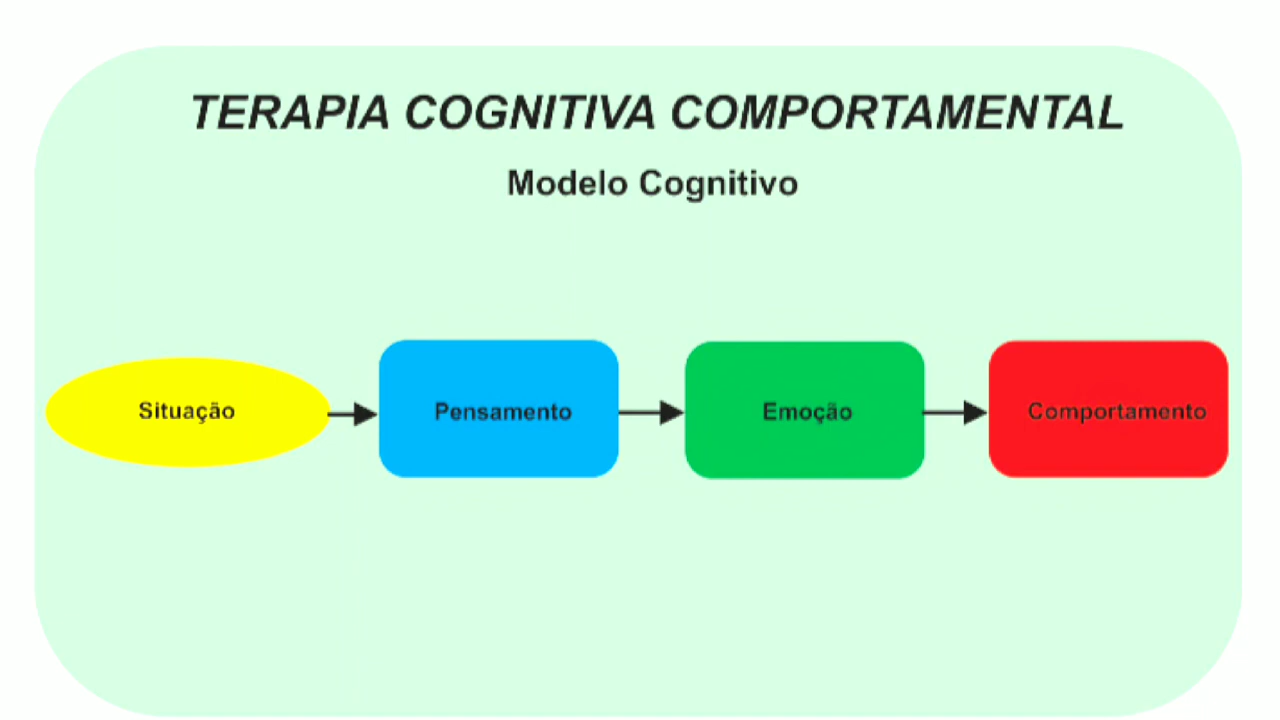 TERAPIA COGNITIVA COMPORTAMENTAL
Modelo Cognitivo
Situação
Pensamento
Emoção
Comportamento